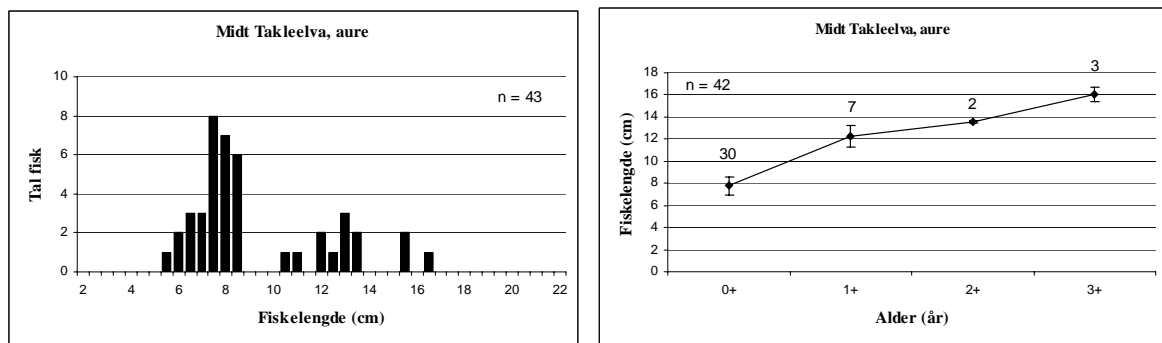 Midt Takleelva, aure
Tal fisk
10
8
6
4
2
0
n = 43
2 4 6 8 10 12 14 16 18 20 22
Fiskelengde (cm)
Midt Takleelva, aure
Fiskelengde (cm)
18
16
14
12
10
8
6
4
2
0
n = 42
30
7
2
3
0+ 1+ 2+ 3+
Alder (år)